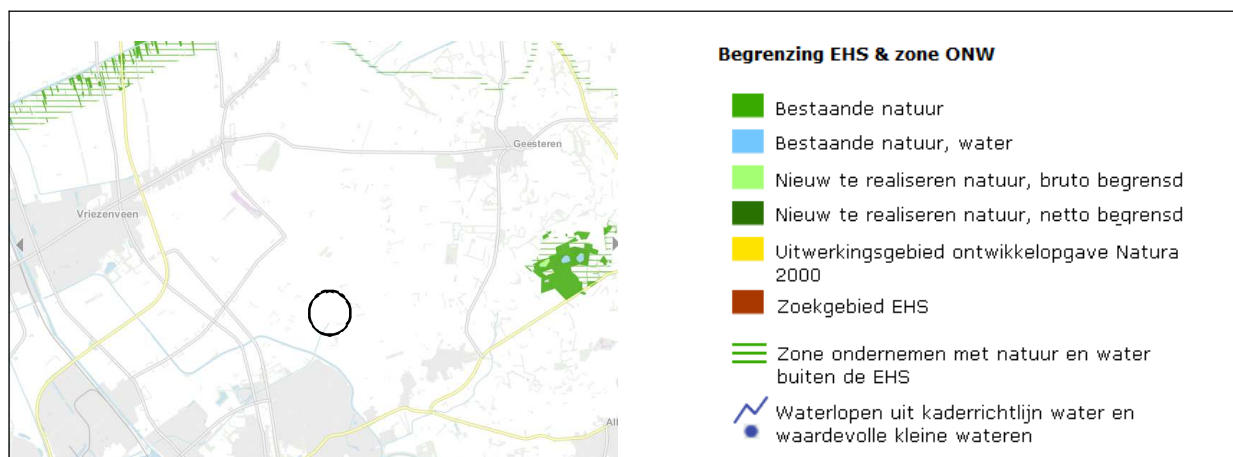 Begrenzing EHS & zone ONW
Bestaande natuur
Bestaande natuur, water
Nieuw te realiseren natuur, bruto begrensd
Nieuw te realiseren natuur, netto begrensd
Uitwerkingsgebied ontwikkelopgave Natura
2000
Zoekgebied EHS
Zone ondernemen met natuur en water
buiten de EHS
Waterlopen uit kaderrichtlijn water en
waardevolle kleine wateren
Geesteren
Vriezenveen
Al